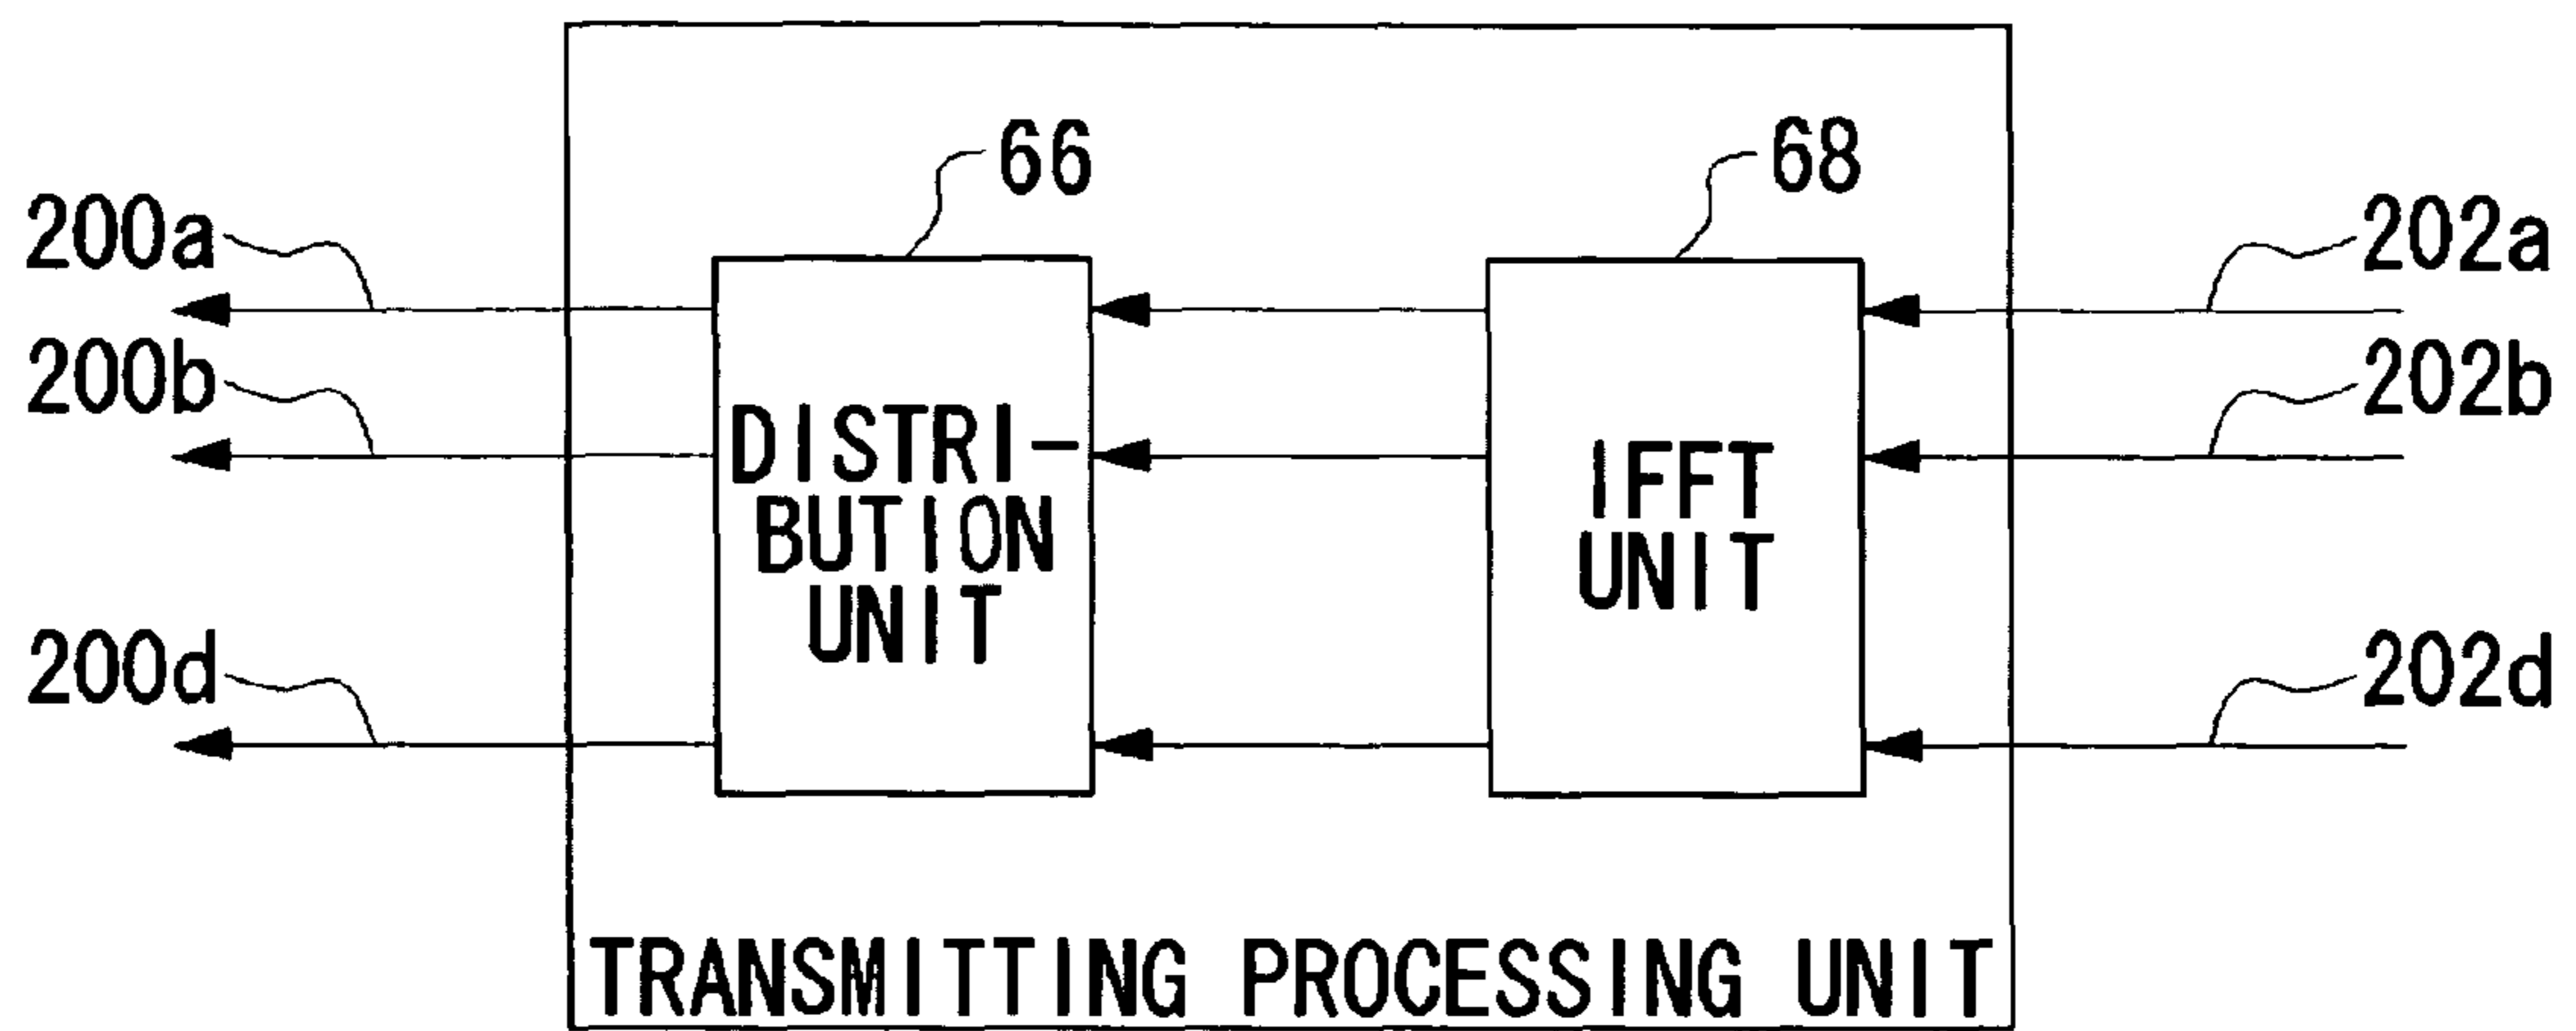 66
68
200a
202a
200b
202b
DISTRI-
BUTION
UNIT
IFFT
UNIT
200d
202d
TRANSMITTING PROCESSING UNIT